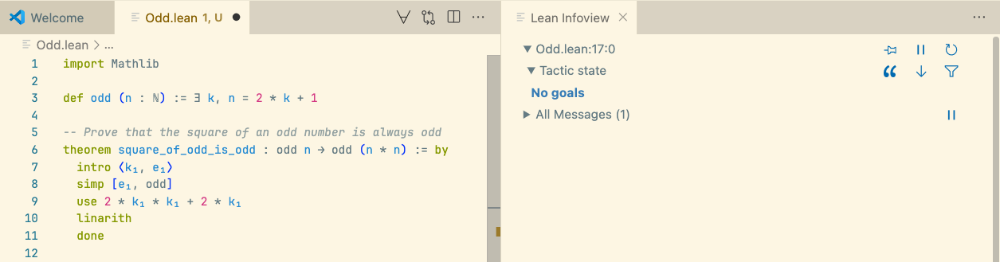 Welcome
Odd.lean 1, U
Lean Infoview
Odd.lean > ...
1 import Mathlib
2
3 def odd (n : ℕ) := ∃ k, n = 2 * k + 1
4
5 -- Prove that the square of an odd number is always odd
6 theorem square_of_odd_is_odd : odd n → odd (n * n) := by
7 intro ⟨k₁, e₁⟩
8 simp [e₁, odd]
9 use 2 * k₁ * k₁ + 2 * k₁
10 linarith
11 done
12
Odd.lean:17:0
Tactic state
No goals
All Messages (1)